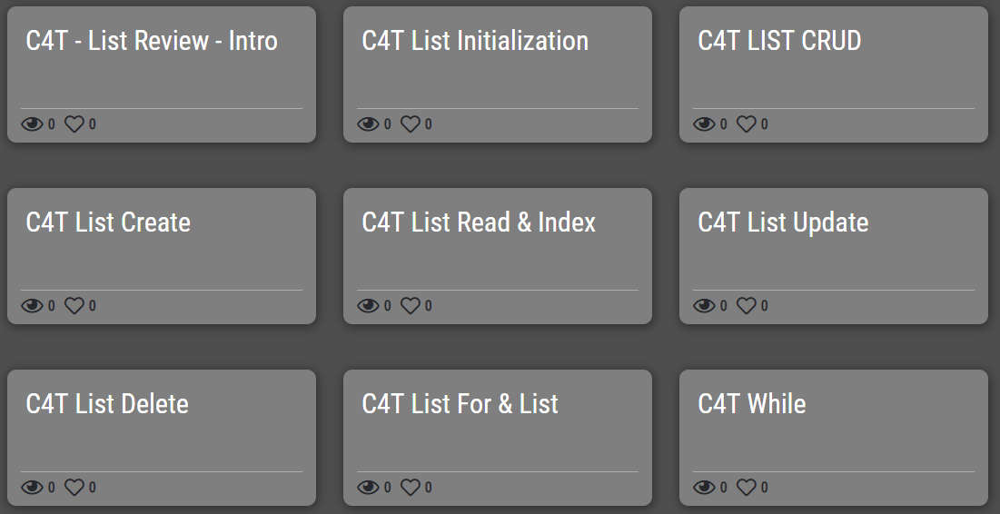 C4T - List Review - Intro
0 0
C4T List Initialization
0 0
C4T LIST CRUD
0 0
C4T List Create
0 0
C4T List Read & Index
0 0
C4T List Update
0 0
C4T List Delete
0 0
C4T List For & List
0 0
C4T While
0 0